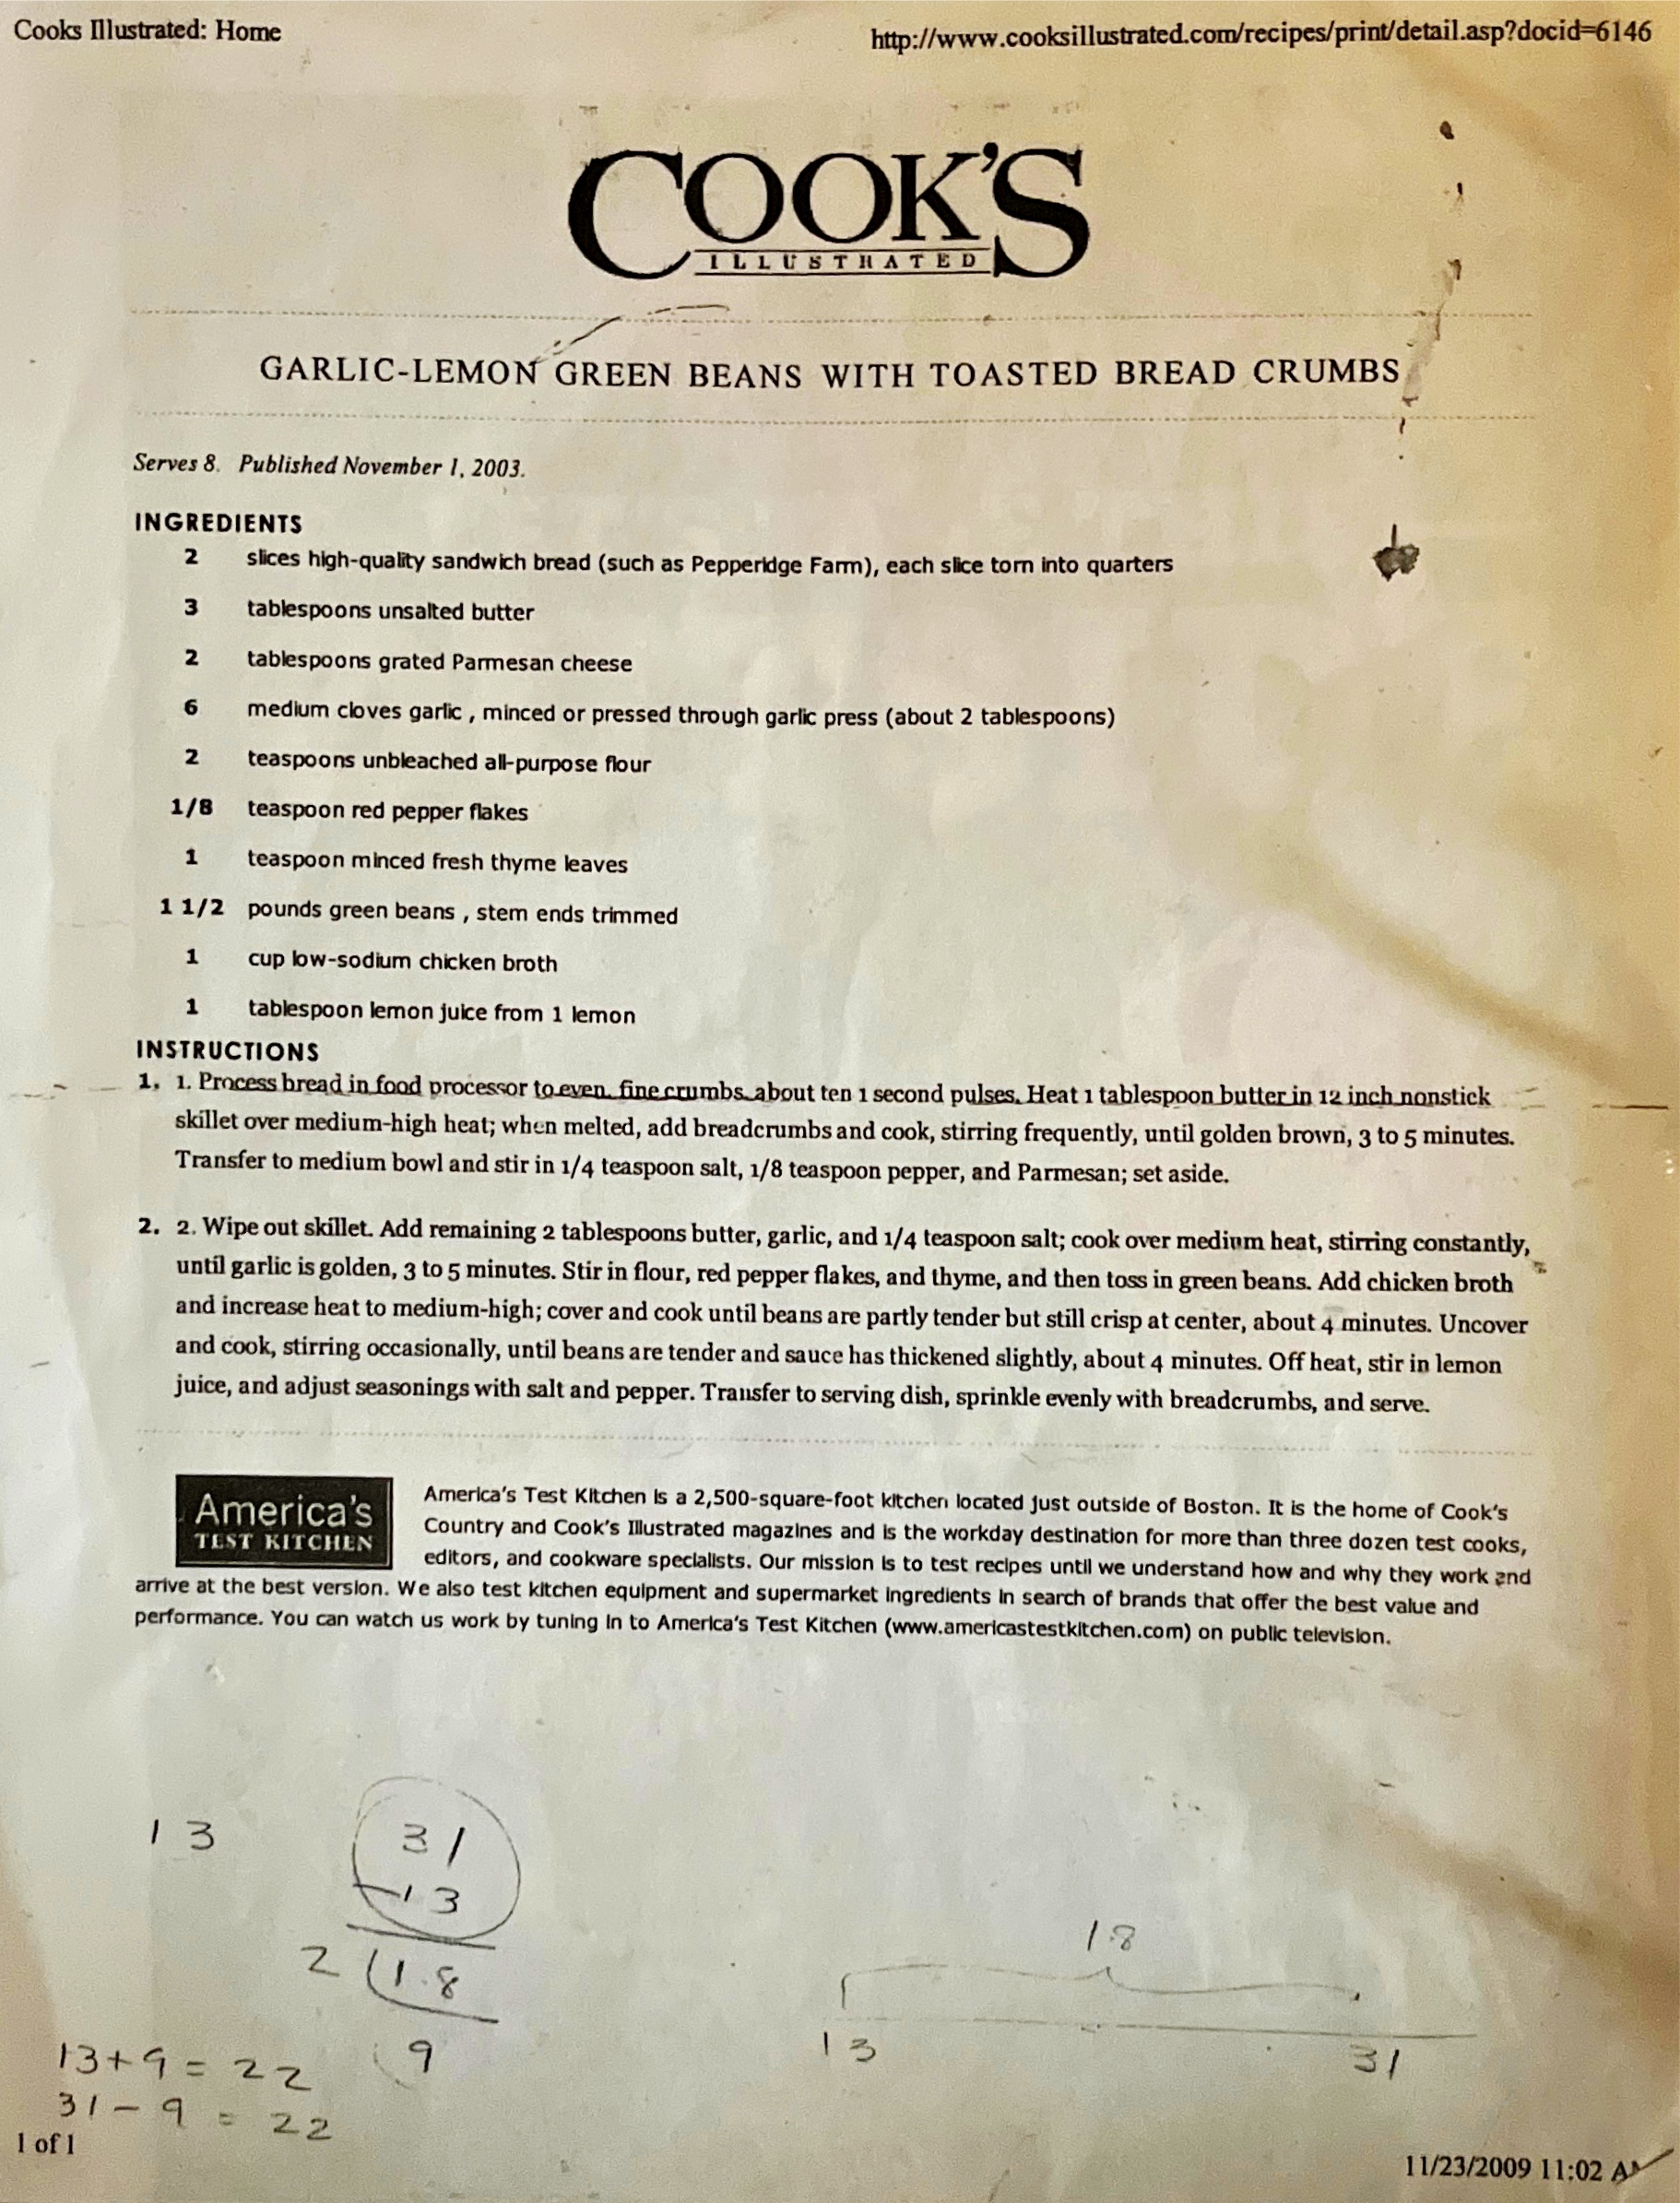 Cooks Illustrated: Home
http://www.cooksillustrated.com/recipes/print/detail.asp?docid=6146
COOK'S
ILLUSTRATED
GARLIC-LEMON GREEN BEANS WITH TOASTED BREAD CRUMBS
Serves 8. Published November 1, 2003.
INGREDIENTS
2 slices high-quality sandwich bread (such as Pepperidge Farm), each slice torn into quarters
3 tablespoons unsalted butter
2 tablespoons grated Parmesan cheese
6 medium cloves garlic , minced or pressed through garlic press (about 2 tablespoons)
2 teaspoons unbleached all-purpose flour
1/8 teaspoon red pepper flakes
1 teaspoon minced fresh thyme leaves
1 1/2 pounds green beans , stem ends trimmed
1 cup low-sodium chicken broth
1 tablespoon lemon juice from 1 lemon
INSTRUCTIONS
1. 1. Process bread in food processor to even, fine crumbs, about ten 1 second pulses. Heat 1 tablespoon butter in 12 inch nonstick
skillet over medium-high heat; when melted, add breadcrumbs and cook, stirring frequently, until golden brown, 3 to 5 minutes.
Transfer to medium bowl and stir in 1/4 teaspoon salt, 1/8 teaspoon pepper, and Parmesan; set aside.
2. 2. Wipe out skillet. Add remaining 2 tablespoons butter, garlic, and 1/4 teaspoon salt; cook over medium heat, stirring constantly,
until garlic is golden, 3 to 5 minutes. Stir in flour, red pepper flakes, and thyme, and then toss in green beans. Add chicken broth
and increase heat to medium-high; cover and cook until beans are partly tender but still crisp at center, about 4 minutes. Uncover
and cook, stirring occasionally, until beans are tender and sauce has thickened slightly, about 4 minutes. Off heat, stir in lemon
juice, and adjust seasonings with salt and pepper. Transfer to serving dish, sprinkle evenly with breadcrumbs, and serve.
America's
TEST KITCHEN
America's Test Kitchen is a 2,500-square-foot kitchen located just outside of Boston. It is the home of Cook's
Country and Cook's Illustrated magazines and is the workday destination for more than three dozen test cooks,
editors, and cookware specialists. Our mission is to test recipes until we understand how and why they work and
arrive at the best version. We also test kitchen equipment and supermarket ingredients in search of brands that offer the best value and
performance. You can watch us work by tuning in to America's Test Kitchen (www.americastestkitchen.com) on public television.
13
31
-13
2 18
9
13+9=22
31-9=22
18
13 31
1 of 1
11/23/2009 11:02 AM